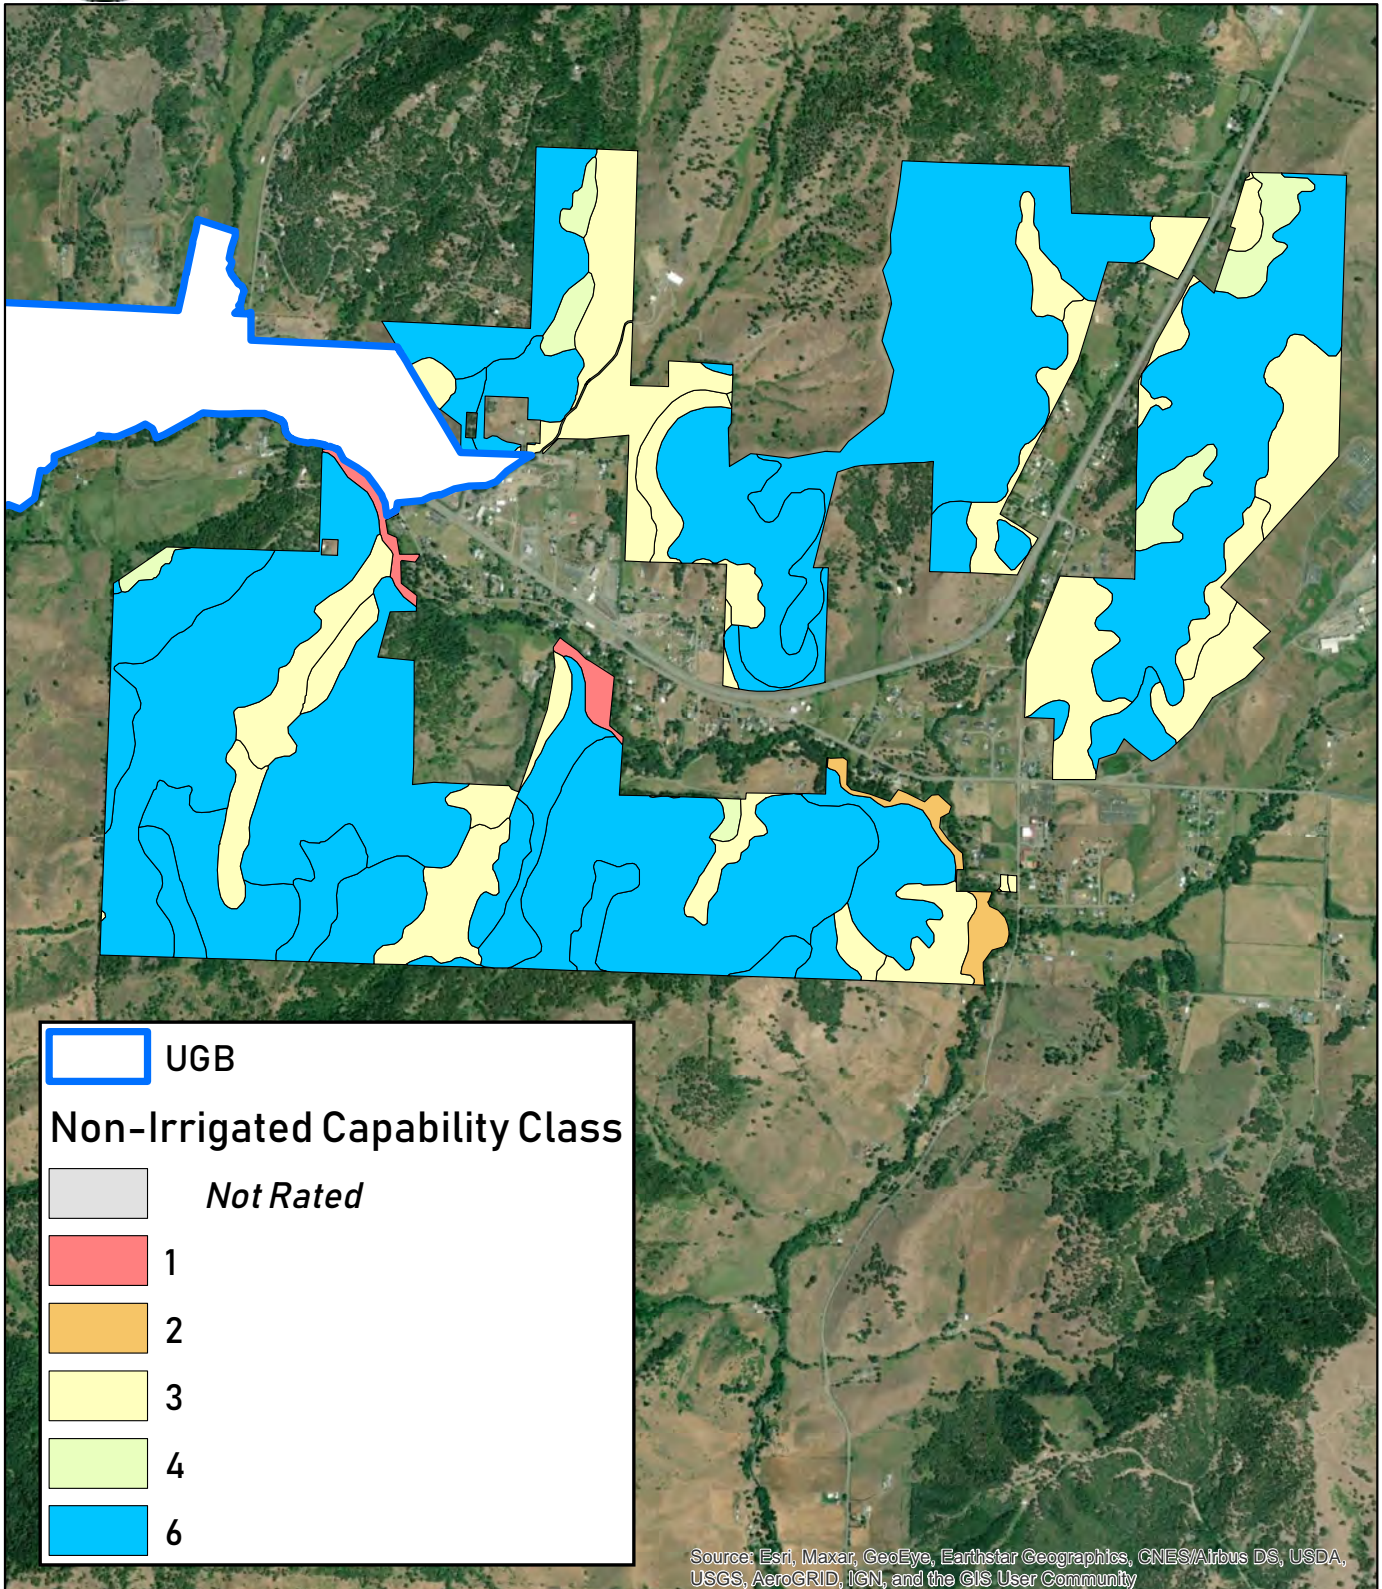 UGB
Non-Irrigated Capability Class
Not Rated
1
2
3
4
6
Source: Esri, Maxar, GeoEye, Earthstar Geographics, CNES/Airbus DS, USDA,
USGS, AeroGRID, IGN, and the GIS User Community